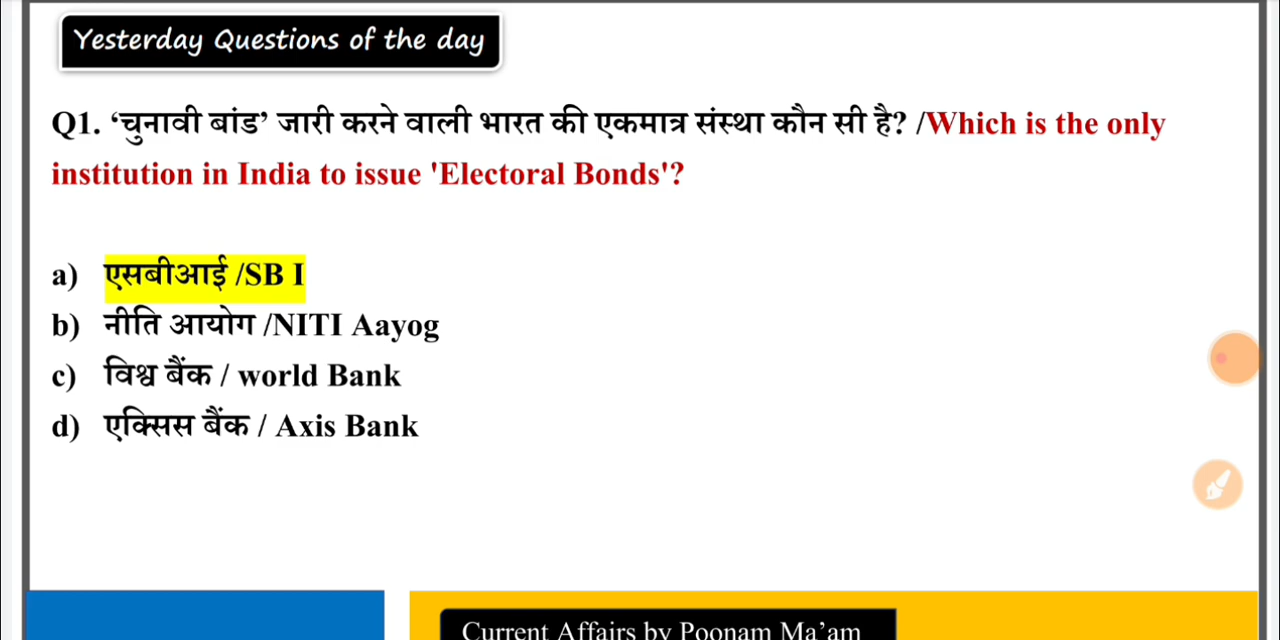 Yesterday Questions of the day
Q1. ‘चुनावी बांड’ जारी करने वाली भारत की एकमात्र संस्था कौन सी है? /Which is the only
institution in India to issue 'Electoral Bonds'?
a) एसबीआई /SB I
b) नीति आयोग /NITI Aayog
c) विश्व बैंक / world Bank
d) एक्सिस बैंक / Axis Bank
Current Affairs by Poonam Ma’am